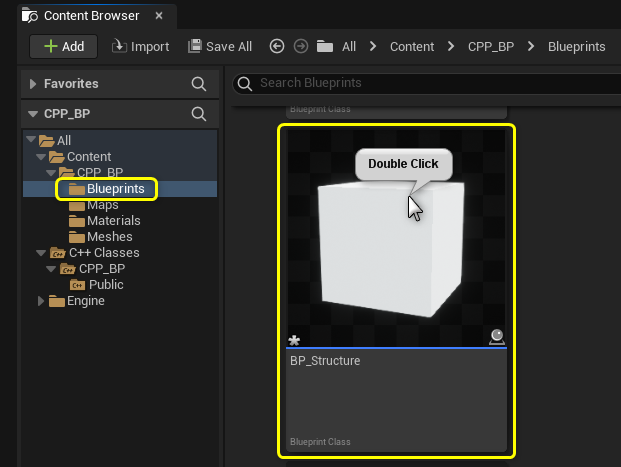 Content Browser
Add Import Save All All Content CPP_BP Blueprints
Favorites
Search Blueprints
Blueprint Class
CPP_BP
All
Content
CPP_BP
Blueprints
Maps
Materials
Meshes
C++ Classes
CPP_BP
Public
Engine
Double Click
BP_Structure
Blueprint Class